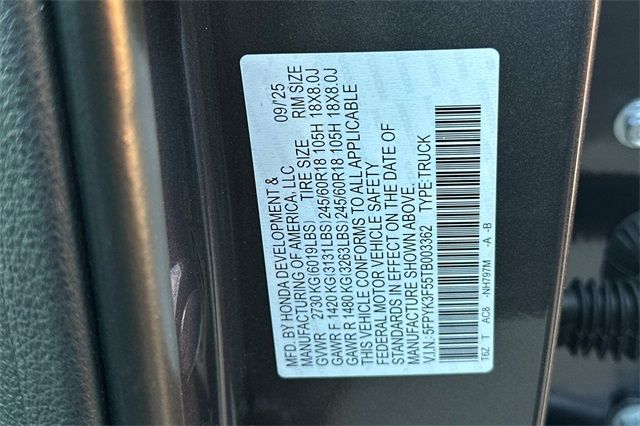 MFD. BY HONDA DEVELOPMENT & 09/25
MANUFACTURING OF AMERICA, LLC
GVWR 2730 KG(6019LBS) TIRE SIZE RIM SIZE
GAWR F 1420 KG(3131LBS) 245/60R18 105H 18X8.0J
GAWR R 1480 KG(3263LBS) 245/60R18 105H 18X8.0J
THIS VEHICLE CONFORMS TO ALL APPLICABLE
FEDERAL MOTOR VEHICLE SAFETY
STANDARDS IN EFFECT ON THE DATE OF
MANUFACTURE SHOWN ABOVE.
V.I.N.: 5FPYK3F55TB003362 TYPE:TRUCK
T6Z T AC8 -NH797M -A -B